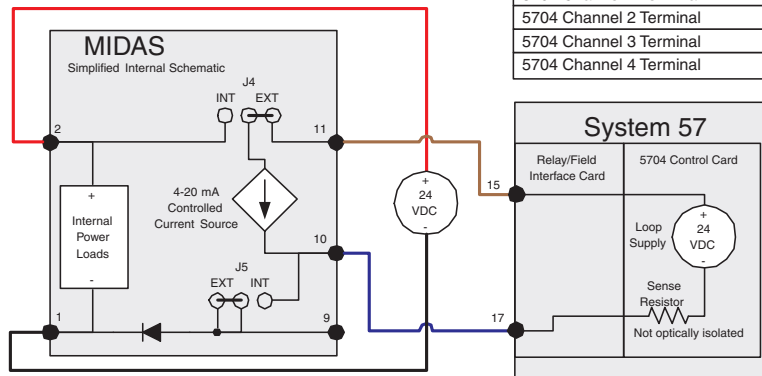 5704 Channel 2 Terminal
5704 Channel 3 Terminal
5704 Channel 4 Terminal
MIDAS
Simplified Internal Schematic
J4
INT
EXT
2
11
+
Internal
Power
Loads
-
4-20 mA
Controlled
Current Source
10
J5
EXT
INT
1
9
+
24
VDC
-
System 57
Relay/Field
Interface Card
5704 Control Card
15
Loop
Supply
+
24
VDC
-
Sense
Resistor
17
Not optically isolated